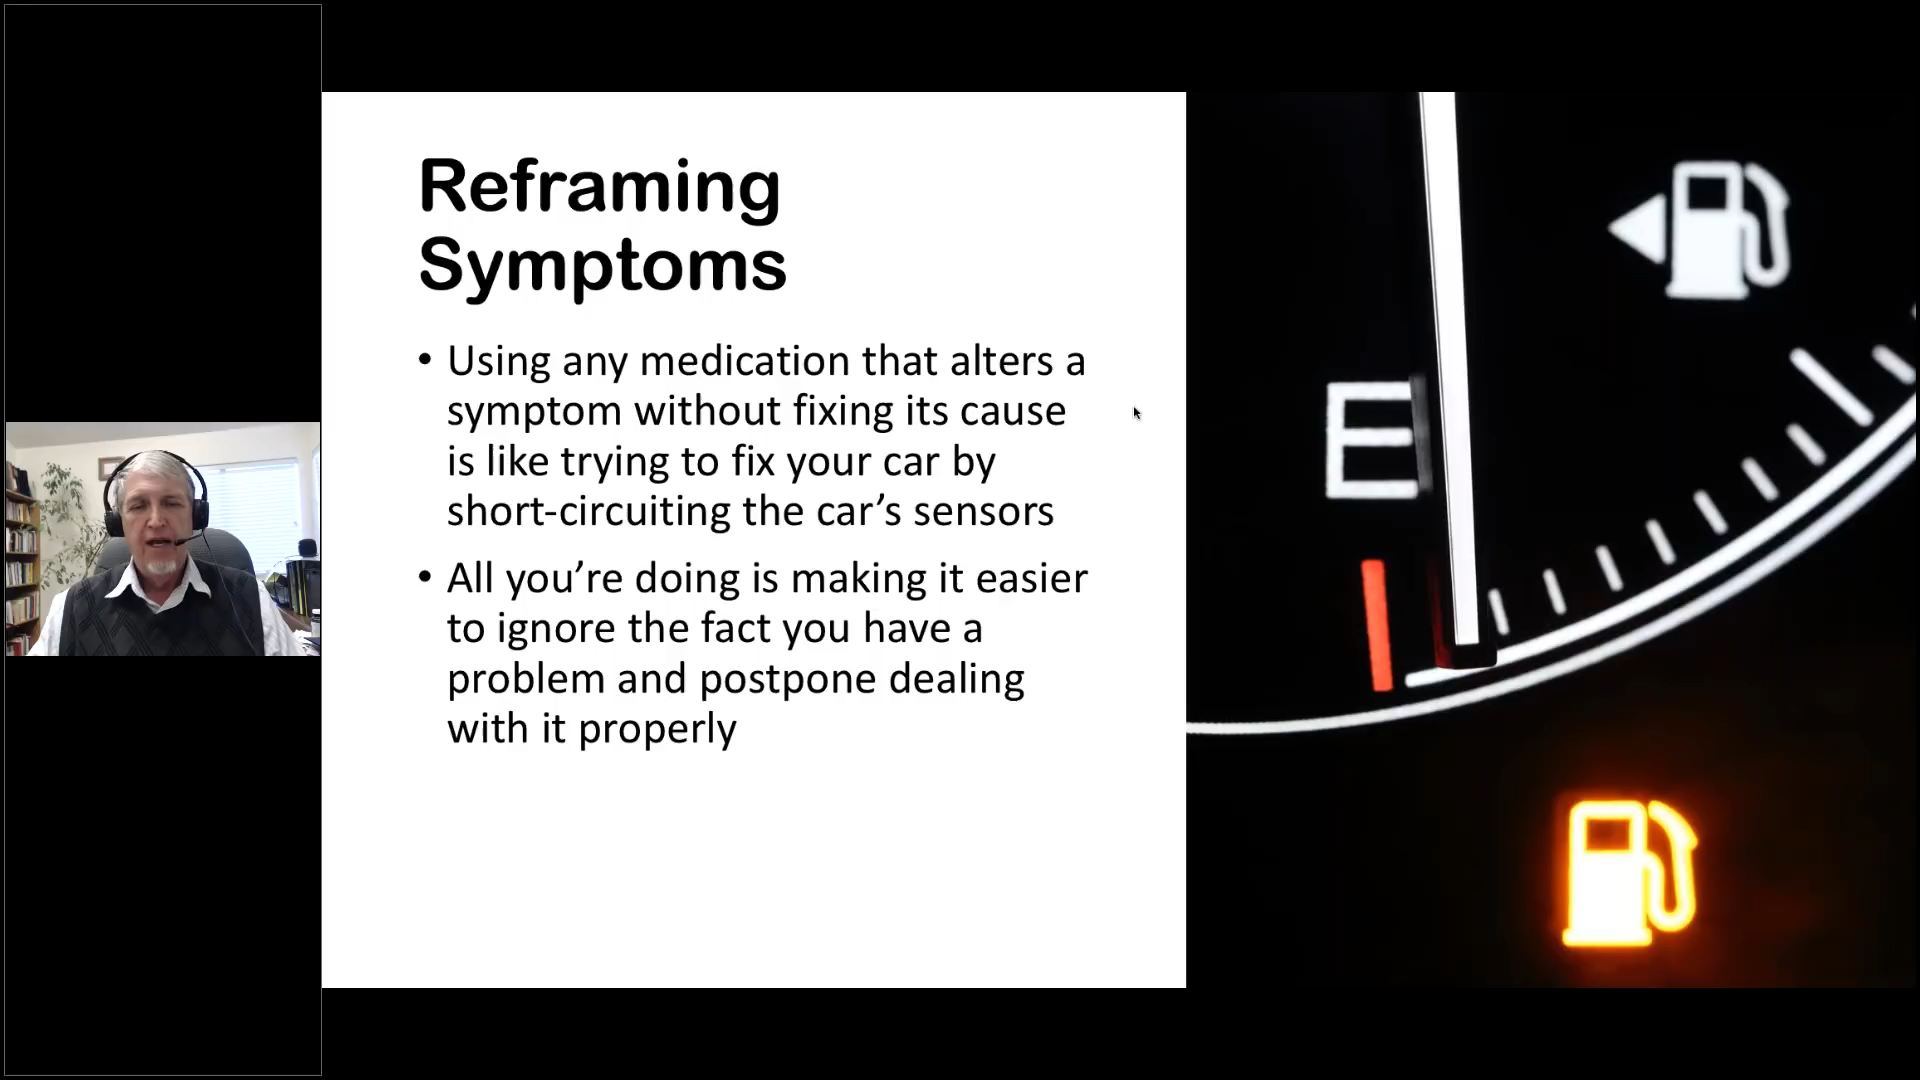 Reframing
Symptoms
• Using any medication that alters a
symptom without fixing its cause
is like trying to fix your car by
short-circuiting the car’s sensors
• All you’re doing is making it easier
to ignore the fact you have a
problem and postpone dealing
with it properly
E